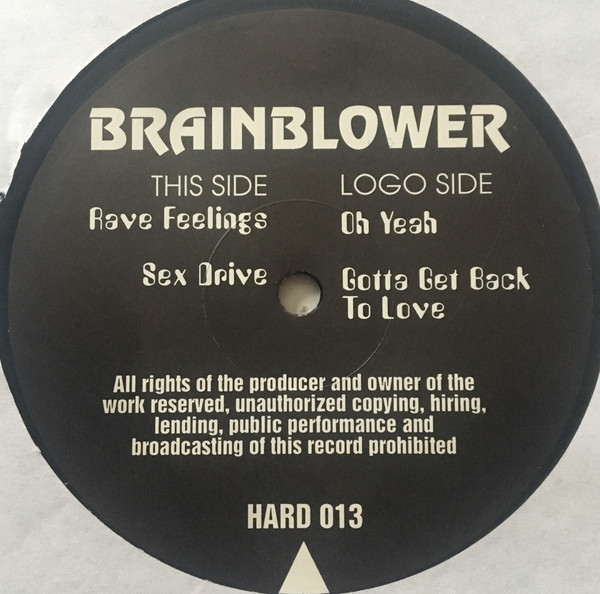 BRAINBLOWER
THIS SIDE
Rave Feelings
Sex Drive
LOGO SIDE
Oh Yeah
Gotta Get Back
To Love
All rights of the producer and owner of the
work reserved, unauthorized copying, hiring,
lending, public performance and
broadcasting of this record prohibited
HARD 013